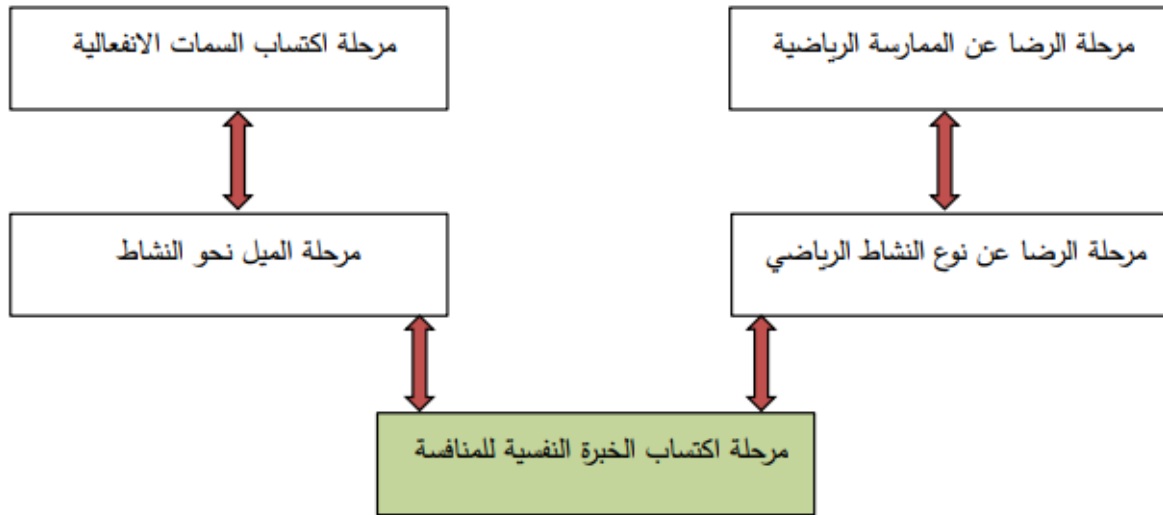 مرحلة الرضا عن الممارسة الرياضية
مرحلة اكتساب السمات الانفعالية
مرحلة الرضا عن نوع النشاط الرياضي
مرحلة الميل نحو النشاط
مرحلة اكتساب الخبرة النفسية للمنافسة